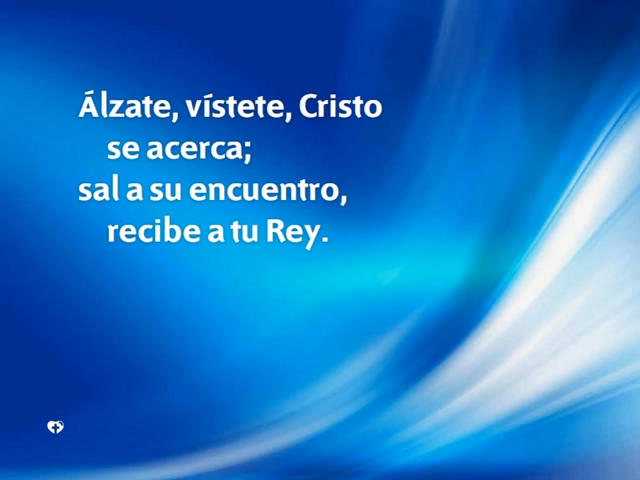 Álzate, vístete, Cristo
se acerca;
sal a su encuentro,
recibe a tu Rey.